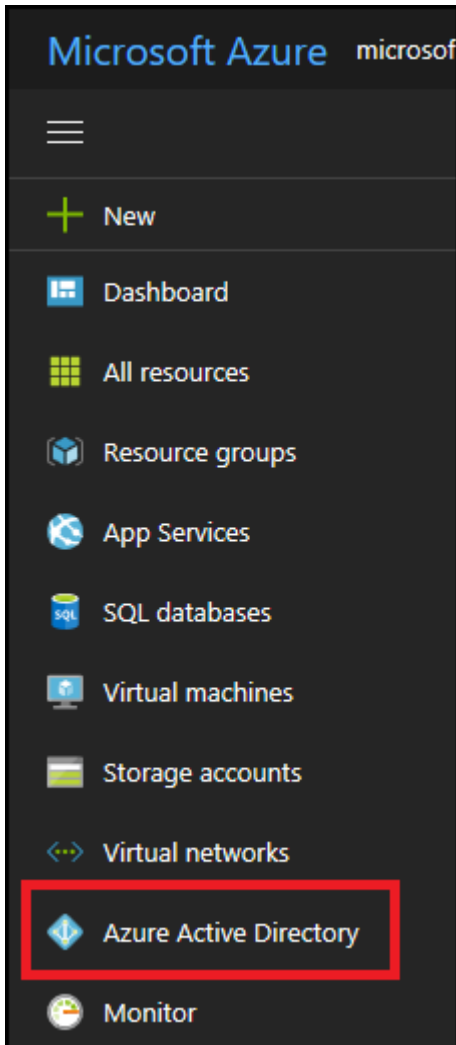 Microsoft Azure microsof
New
Dashboard
All resources
Resource groups
App Services
SQL databases
SQL
Virtual machines
Storage accounts
Virtual networks
Azure Active Directory
Monitor